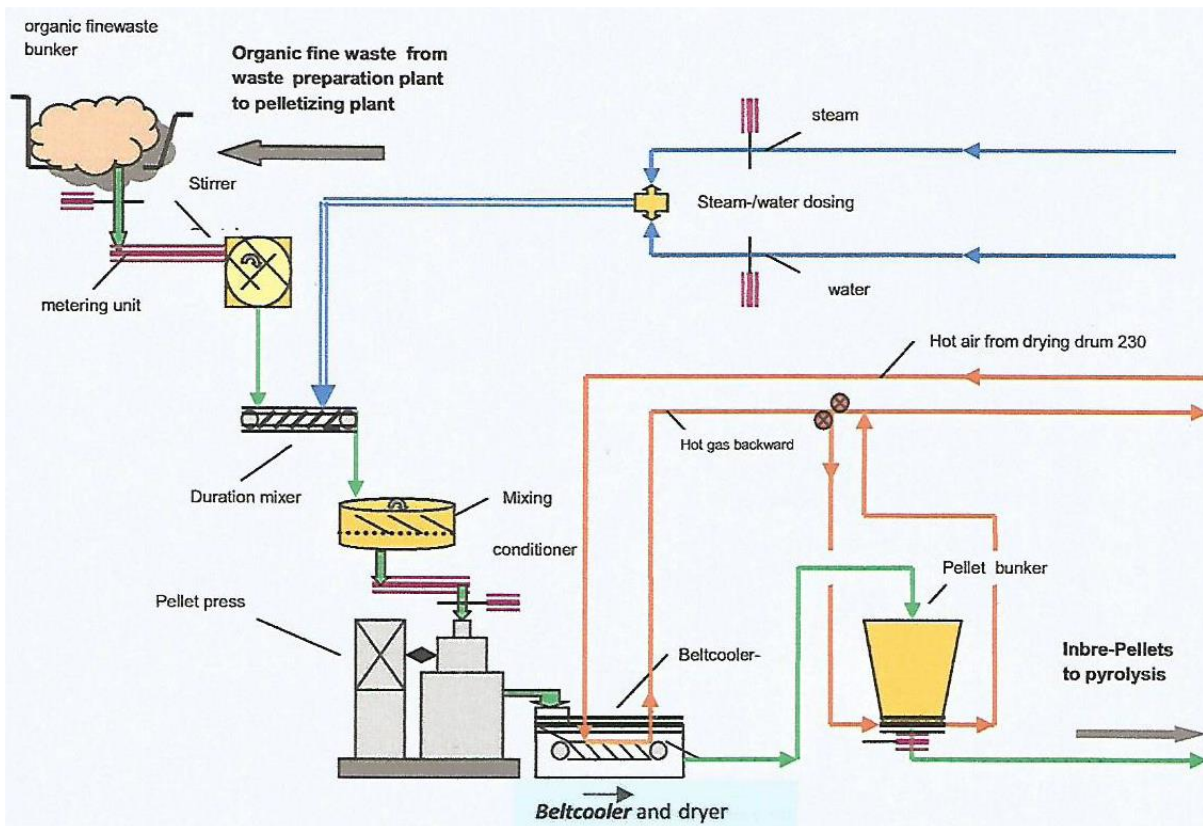 organic finewaste
bunker
Organic fine waste from
waste preparation plant
to pelletizing plant
steam
Stirrer
Steam-/water dosing
metering unit
water
Hot air from drying drum 230
Hot gas backward
Duration mixer
Mixing
conditioner
Pellet bunker
Pellet press
Beltcooler-
Inbre-Pellets
to pyrolysis
Beltcooler and dryer